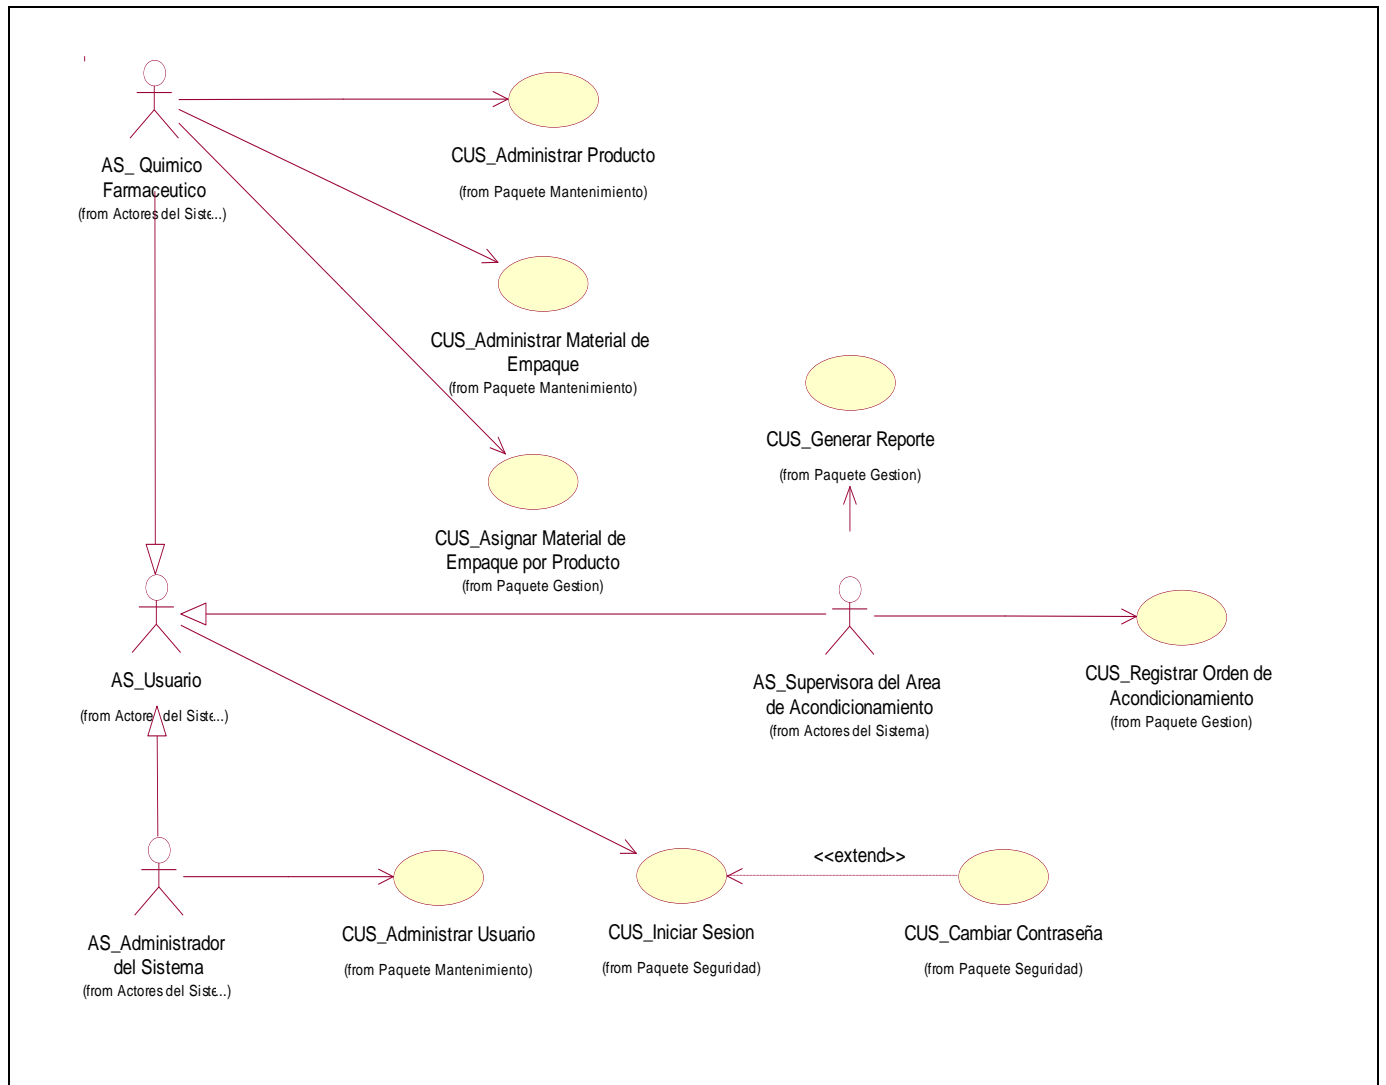 CUS_Administrar Producto
(from Paquete Mantenimiento)
AS_ Quimico
Farmaceutico
(from Actores del Siste...)
CUS_Administrar Material de
Empaque
(from Paquete Mantenimiento)
CUS_Generar Reporte
(from Paquete Gestion)
CUS_Asignar Material de
Empaque por Producto
(from Paquete Gestion)
AS_Usuario
(from Actores del Siste...)
AS_Supervisora del Area
de Acondicionamiento
(from Actores del Sistema)
CUS_Registrar Orden de
Acondicionamiento
(from Paquete Gestion)
<<extend>>
AS_Administrador
del Sistema
(from Actores del Siste...)
CUS_Administrar Usuario
(from Paquete Mantenimiento)
CUS_Iniciar Sesion
(from Paquete Seguridad)
CUS_Cambiar Contraseña
(from Paquete Seguridad)